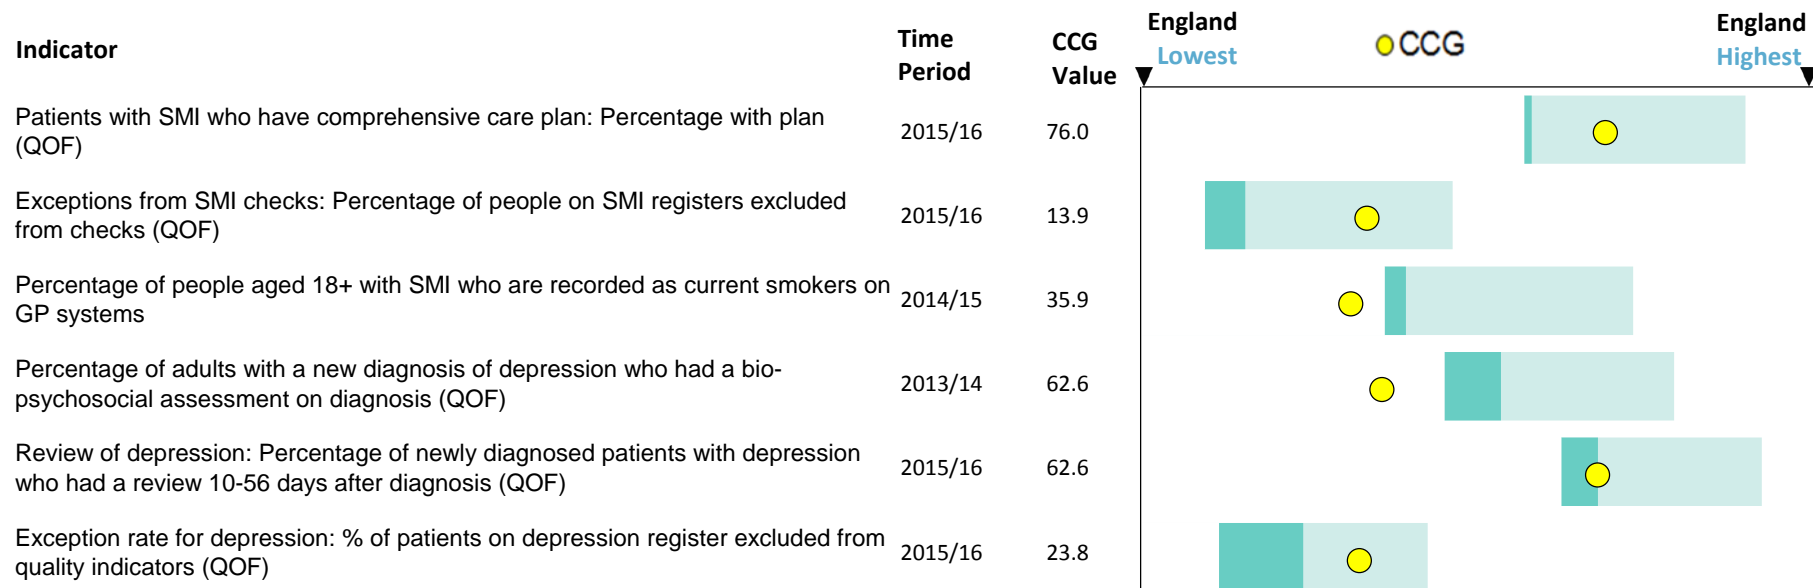 Indicator
Time
Period
CCG
Value
England
Lowest
CCG
England
Highest
Patients with SMI who have comprehensive care plan: Percentage with plan
(QOF)
2015/16
76.0
Exceptions from SMI checks: Percentage of people on SMI registers excluded
from checks (QOF)
2015/16
13.9
Percentage of people aged 18+ with SMI who are recorded as current smokers on
GP systems
2014/15
35.9
Percentage of adults with a new diagnosis of depression who had a bio-
psychosocial assessment on diagnosis (QOF)
2013/14
62.6
Review of depression: Percentage of newly diagnosed patients with depression
who had a review 10-56 days after diagnosis (QOF)
2015/16
62.6
Exception rate for depression: % of patients on depression register excluded from
quality indicators (QOF)
2015/16
23.8